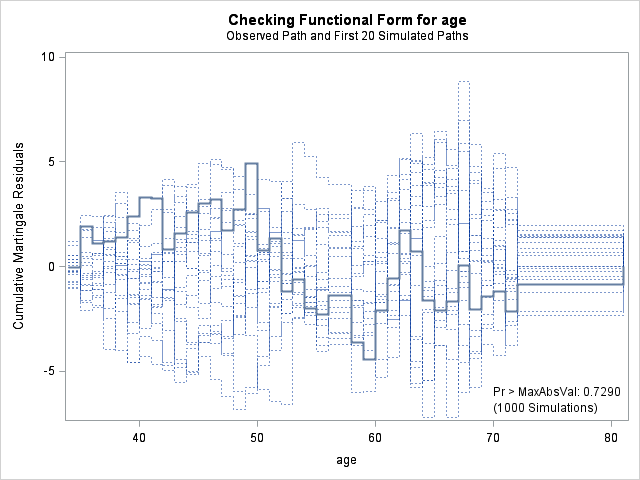 Checking Functional Form for age
Observed Path and First 20 Simulated Paths
Cumulative Martingale Residuals
10
5
0
-5
Pr > MaxAbsVal: 0.7290
(1000 Simulations)
40
50
60
70
80
age